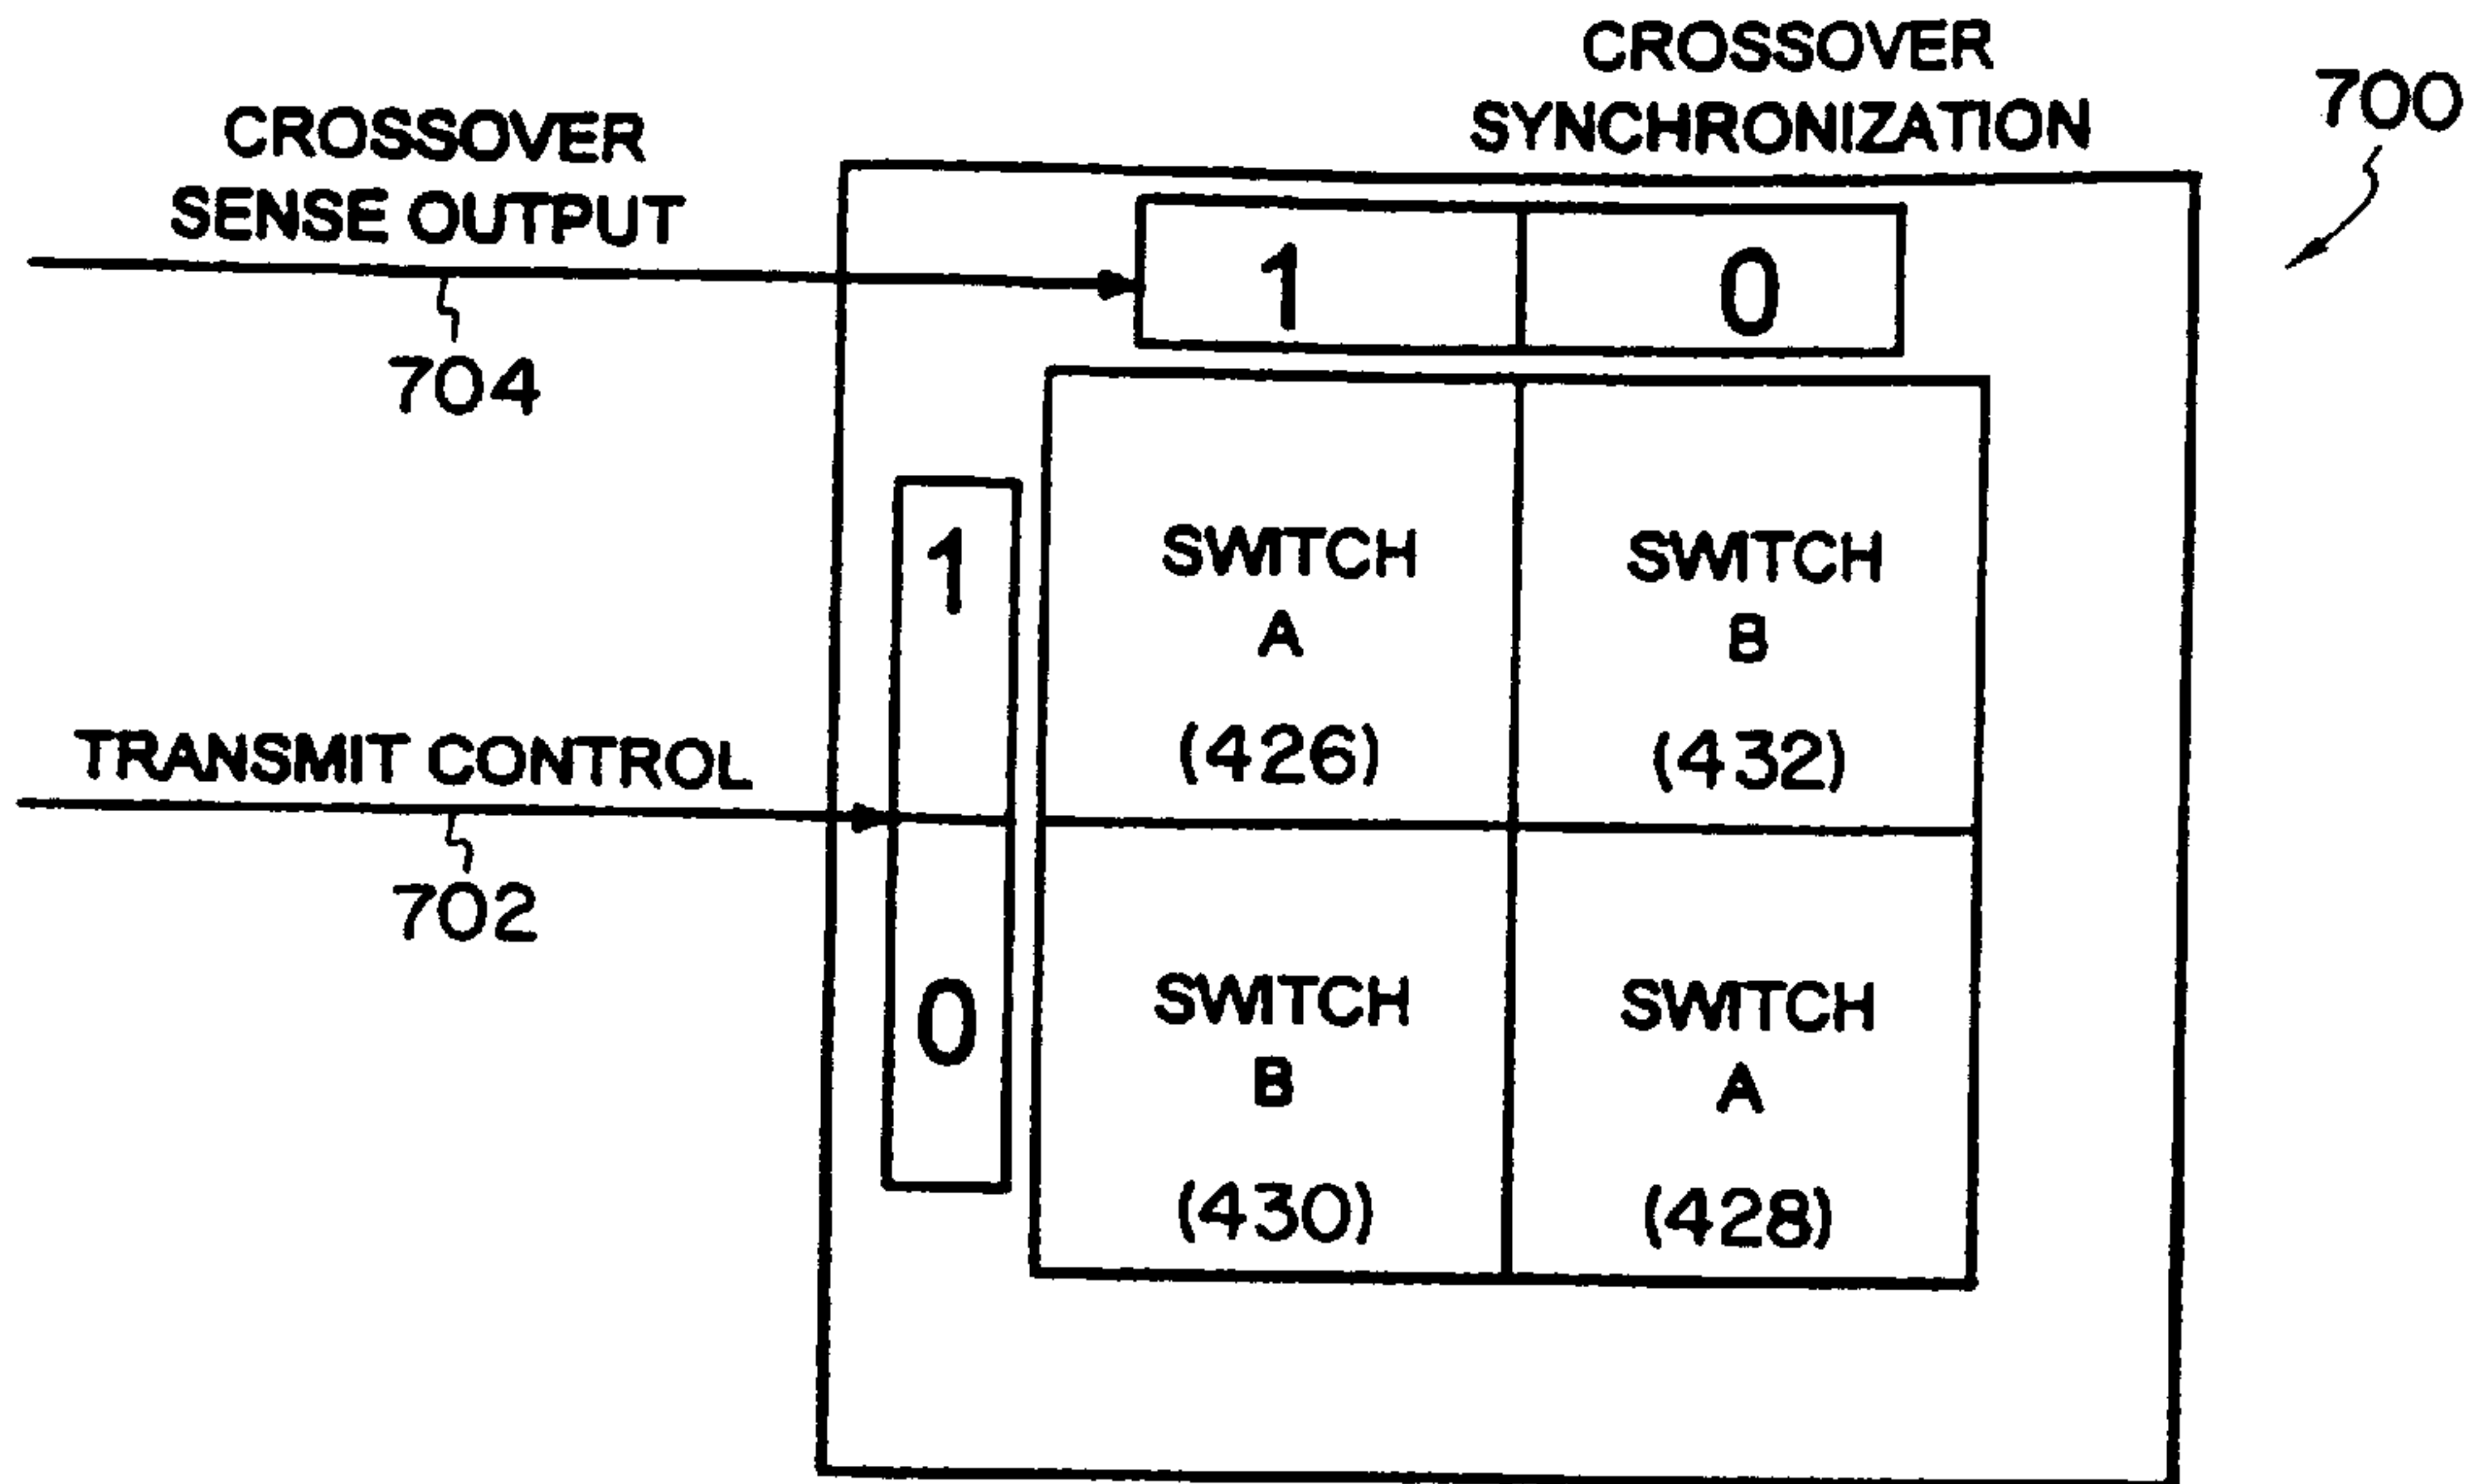 CROSSOVER
SYNCHRONIZATION
700
CROSSOVER
SENSE OUTPUT
704
1 0
1
SWITCH
A
(426)
SWITCH
B
(432)
TRANSMIT CONTROL
702
0
SWITCH
B
(430)
SWITCH
A
(428)